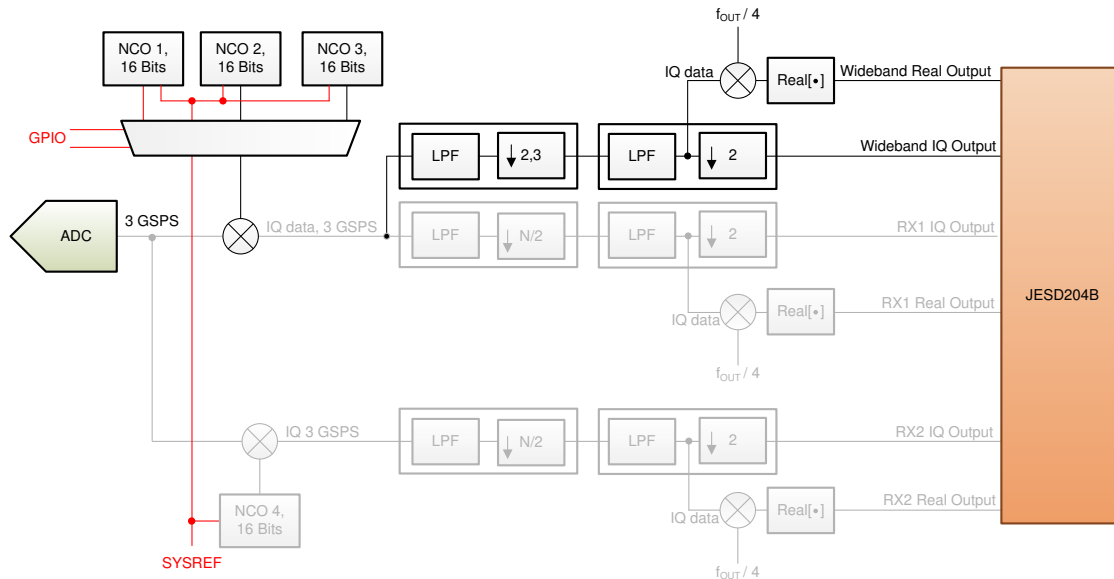 f_OUT / 4
NCO 1,
16 Bits
NCO 2,
16 Bits
NCO 3,
16 Bits
IQ data
Real[•]
Wideband Real Output
GPIO
LPF
2,3
LPF
2
Wideband IQ Output
ADC
3 GSPS
IQ data, 3 GSPS
LPF
N/2
LPF
2
RX1 IQ Output
JESD204B
IQ data
Real[•]
RX1 Real Output
f_OUT / 4
IQ 3 GSPS
LPF
N/2
LPF
2
RX2 IQ Output
NCO 4,
16 Bits
IQ data
Real[•]
RX2 Real Output
SYSREF
f_OUT / 4